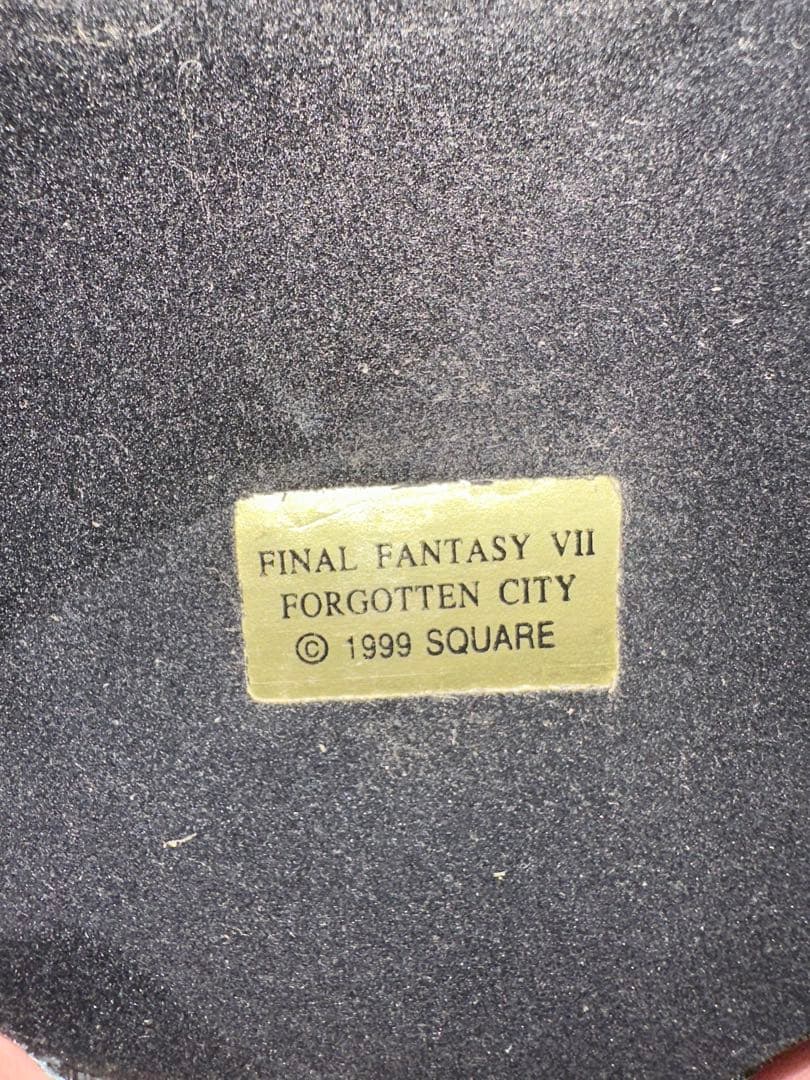 FINAL FANTASY VII
FORGOTTEN CITY
© 1999 SQUARE